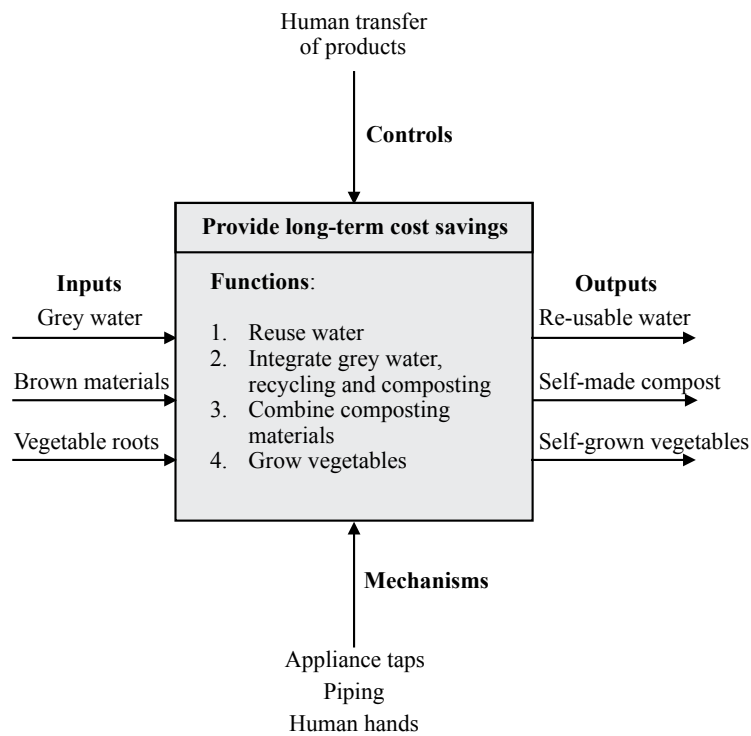 Human transfer
of products
Controls
Provide long-term cost savings
Inputs
Grey water
Brown materials
Vegetable roots
Functions:
1. Reuse water
2. Integrate grey water,
recycling and composting
3. Combine composting
materials
4. Grow vegetables
Outputs
Re-usable water
Self-made compost
Self-grown vegetables
Mechanisms
Appliance taps
Piping
Human hands